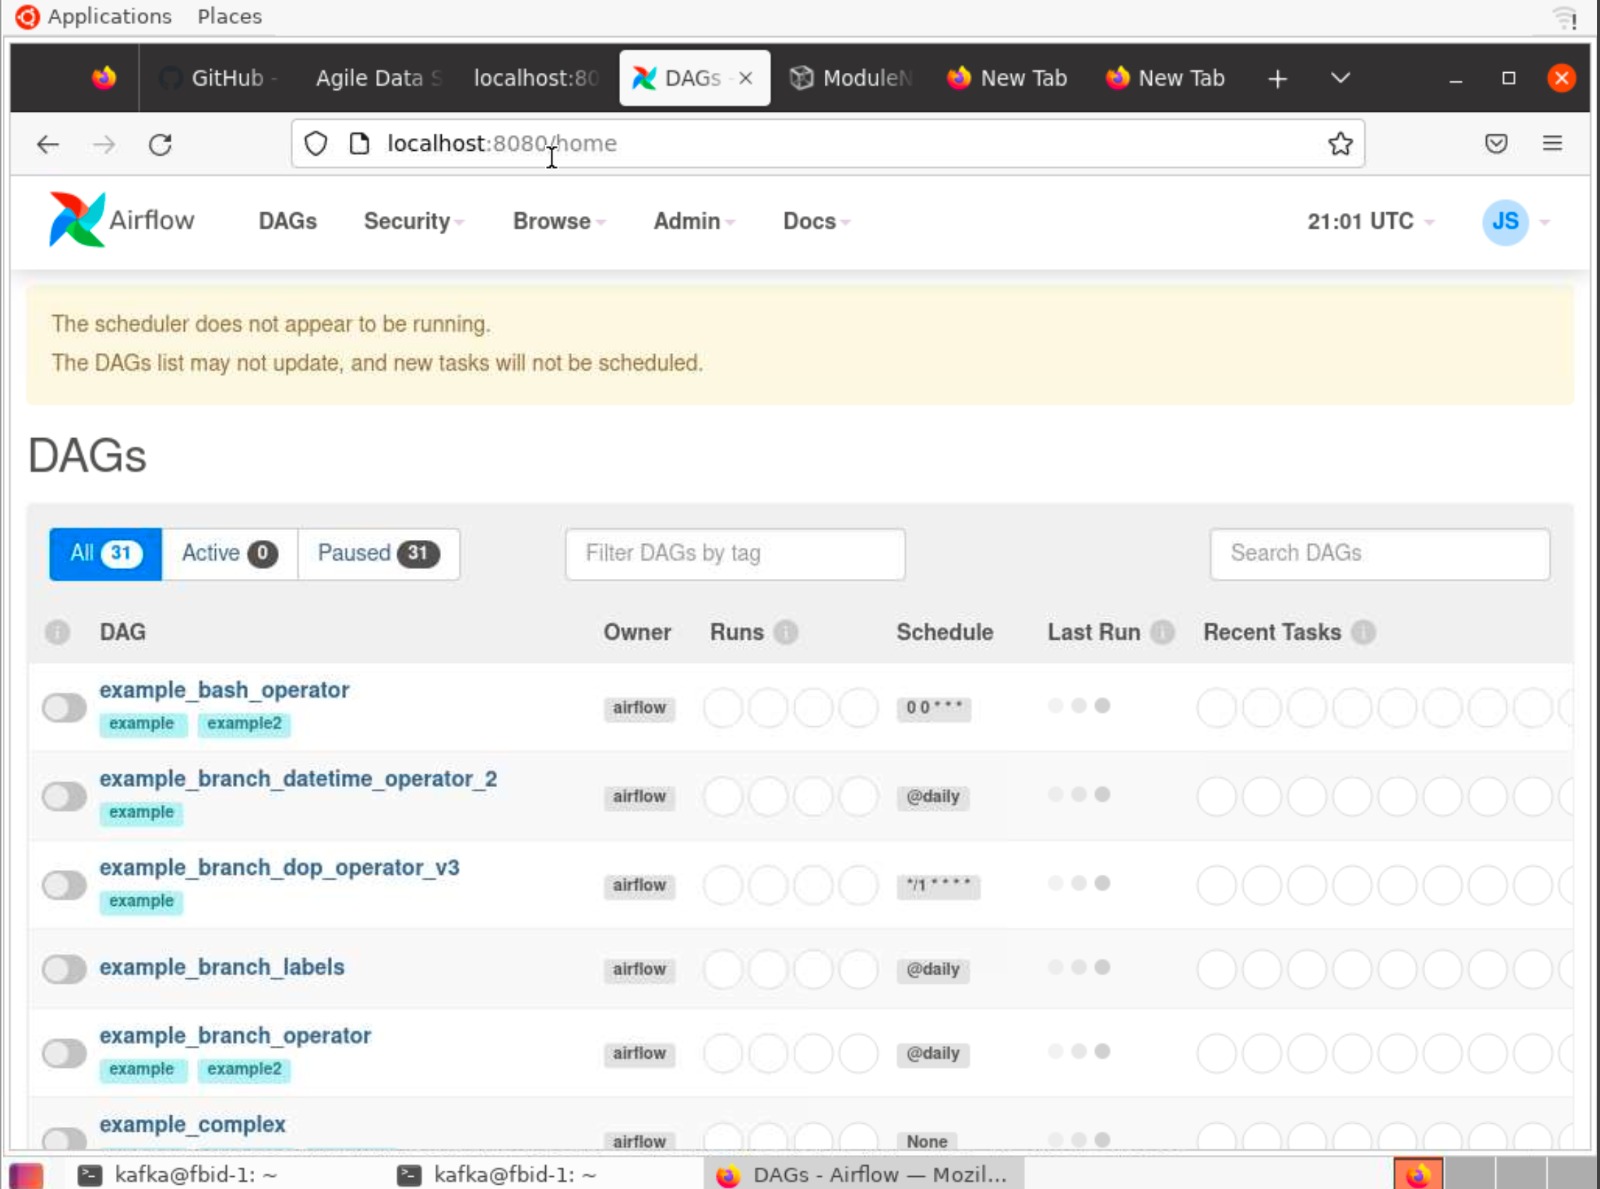 Applications Places
GitHub - Agile Data S localhost:80 DAGs - ModuleN New Tab New Tab
localhost:8080/home
Airflow DAGs Security Browse Admin Docs 21:01 UTC JS
The scheduler does not appear to be running.
The DAGs list may not update, and new tasks will not be scheduled.
DAGs
All 31 Active 0 Paused 31 Filter DAGs by tag Search DAGs
DAG Owner Runs Schedule Last Run Recent Tasks
example_bash_operator
airflow 0 0 * * *
example example2
example_branch_datetime_operator_2
airflow @daily
example
example_branch_dop_operator_v3
airflow */1 * * * *
example
example_branch_labels airflow @daily
example_branch_operator
airflow @daily
example example2
example_complex
airflow None
kafka@fbid-1: ~ kafka@fbid-1: ~ DAGs - Airflow — Mozil...